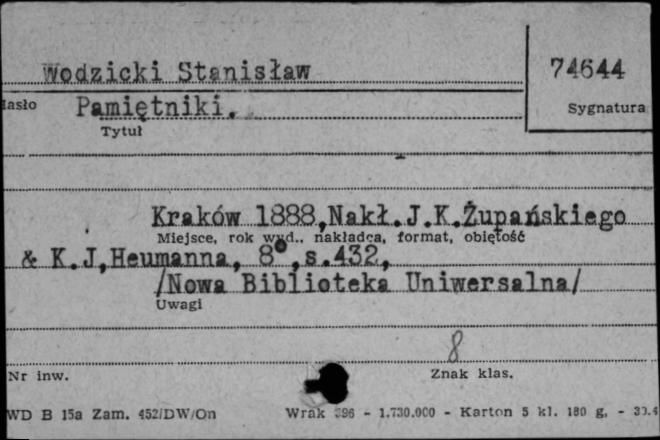 Wodzicki Stanisław
74644
Hasło Pamiętniki.
Sygnatura
Tytuł
Kraków 1888,Nakł.J.K.Żupańskiego
Miejsce, rok wyd., nakładca, format, objętość
& K.J,Heumanna, 8°,s.432,
/Nowa Biblioteka Uniwersalna/
Uwagi
8
Nr inw.
Znak klas.
WD B 15a Zam. 452/DW/On Wrak 396 - 1.730.000 - Karton 5 kl. 180 g. - 30.4